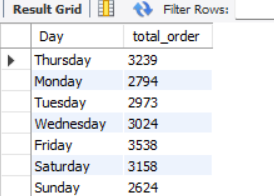 Result Grid Filter Rows:
Day total_order
Thursday 3239
Monday 2794
Tuesday 2973
Wednesday 3024
Friday 3538
Saturday 3158
Sunday 2624